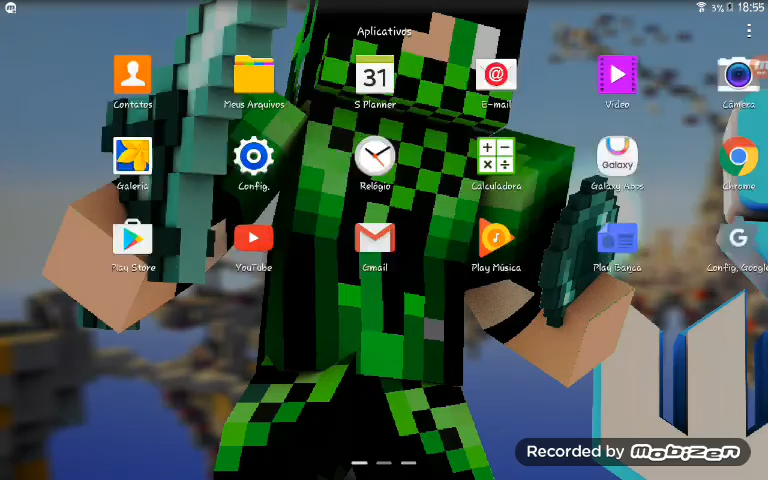 3% 18:55
Aplicativos
31
Contatos
Meus Arquivos
S Planner
E-mail
Vídeo
Câmera
Galaxy
Galeria
Config.
Relógio
Calculadora
Galaxy Apps
Chrome
G
Play Store
YouTube
Gmail
Play Música
Play Banca
Config. Google
Recorded by Mobizen